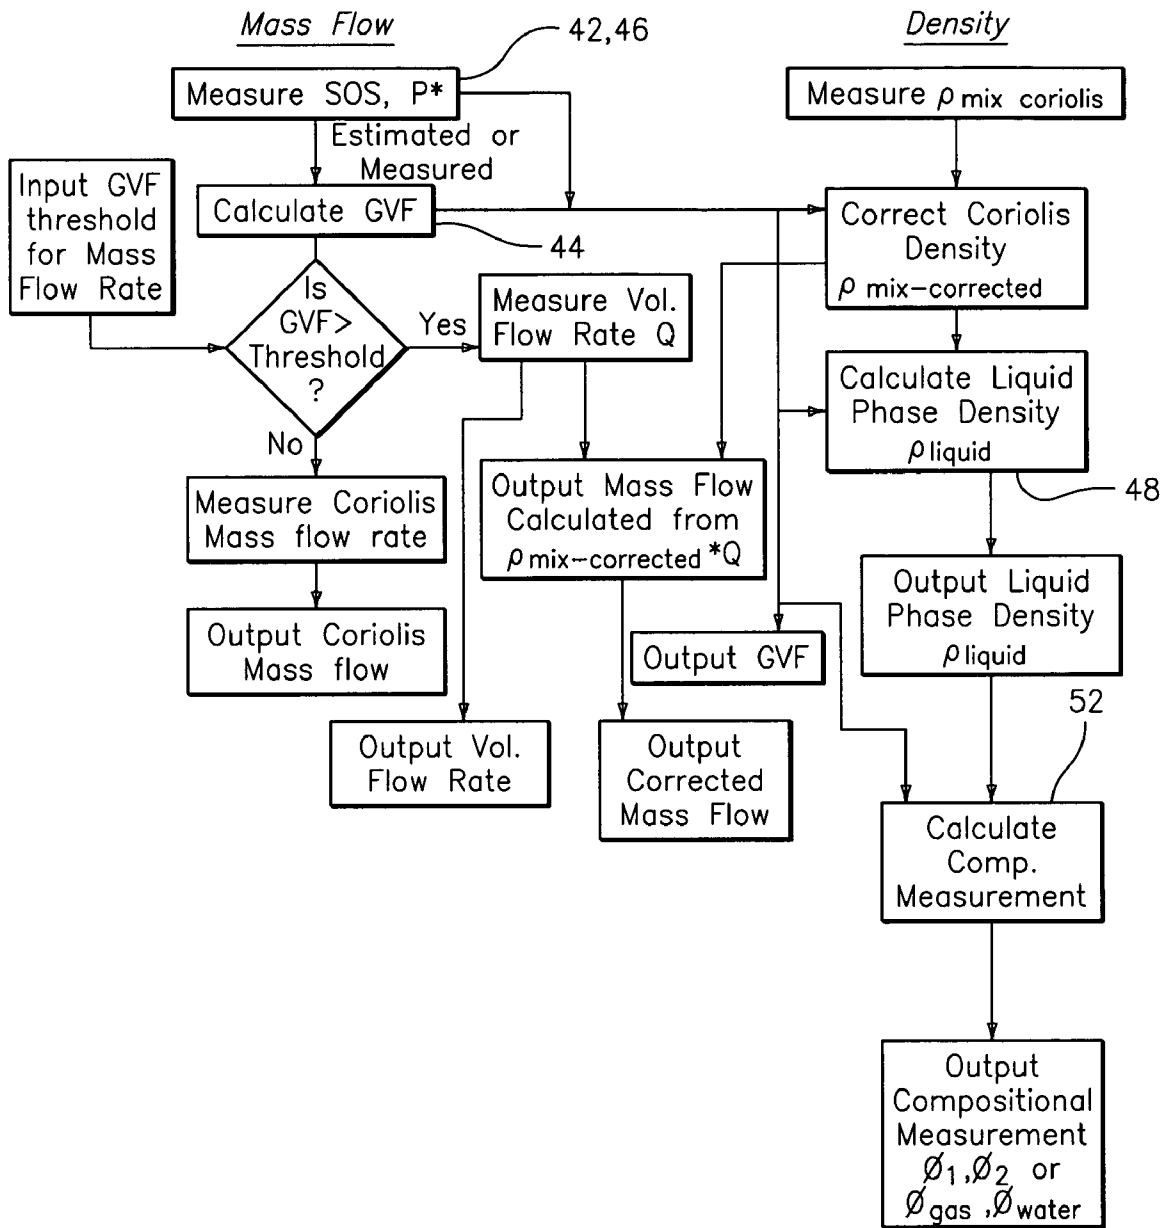 Mass Flow
42,46
Density
Measure SOS, P*
Measure ρ mix coriolis
Estimated or
Measured
Input GVF
threshold
for Mass
Flow Rate
Calculate GVF
44
Correct Coriolis
Density
ρ mix-corrected
Is
GVF>
Threshold
?
Yes
No
Measure Vol.
Flow Rate Q
Calculate Liquid
Phase Density
ρ liquid
48
Measure Coriolis
Mass flow rate
Output Mass Flow
Calculated from
ρ mix-corrected *Q
Output Liquid
Phase Density
ρ liquid
Output Coriolis
Mass flow
Output GVF
52
Output Vol.
Flow Rate
Output
Corrected
Mass Flow
Calculate
Comp.
Measurement
Output
Compositional
Measurement
Ø1,Ø2 or
Øgas ,Øwater